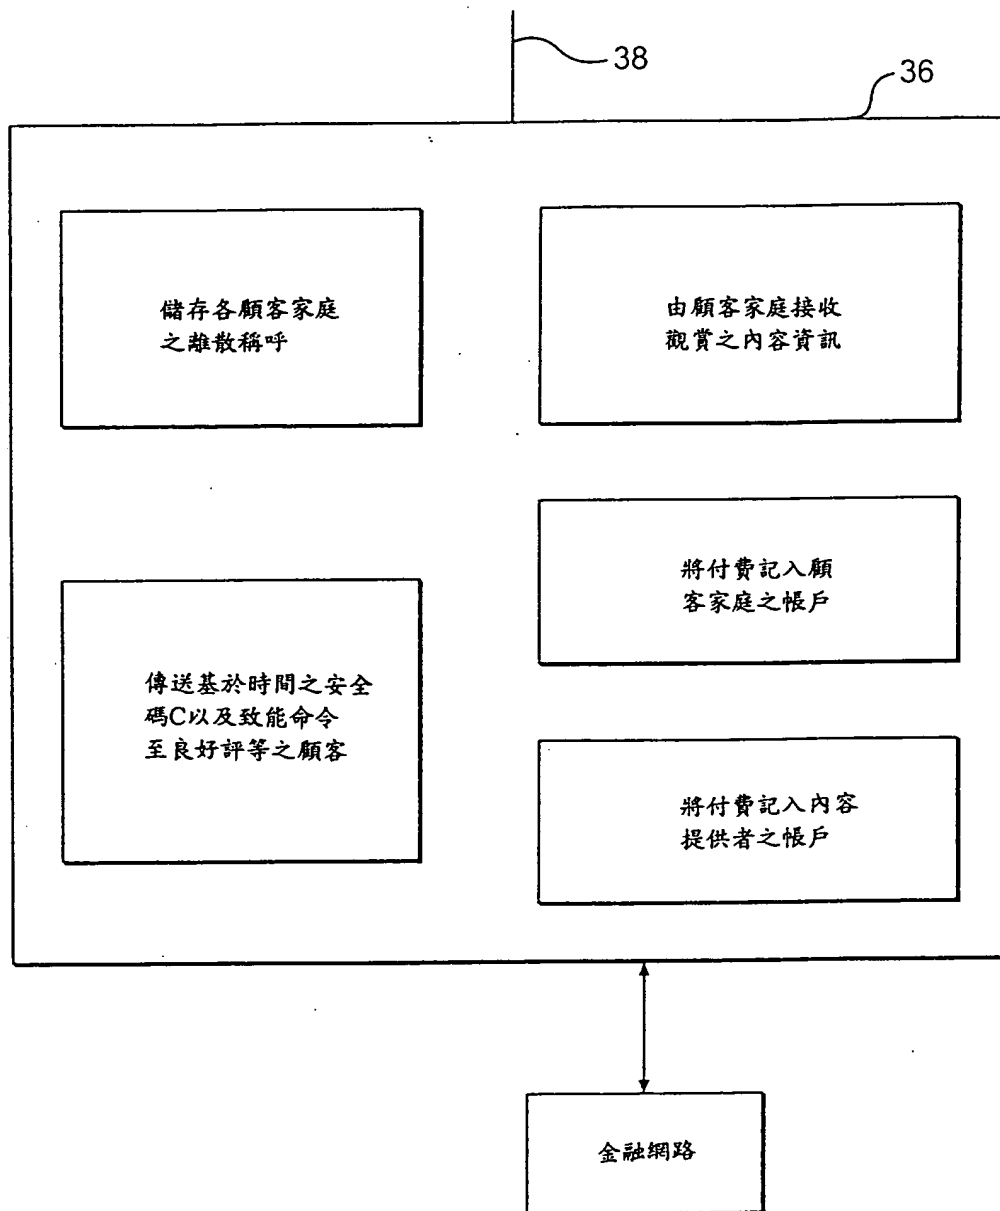 38
36
儲存各顧客家庭
之離散稱呼
由顧客家庭接收
觀賞之內容資訊
將付費記入顧
客家庭之帳戶
傳送基於時間之安全
碼C以及致能命令
至良好評等之顧客
將付費記入內容
提供者之帳戶
金融網路